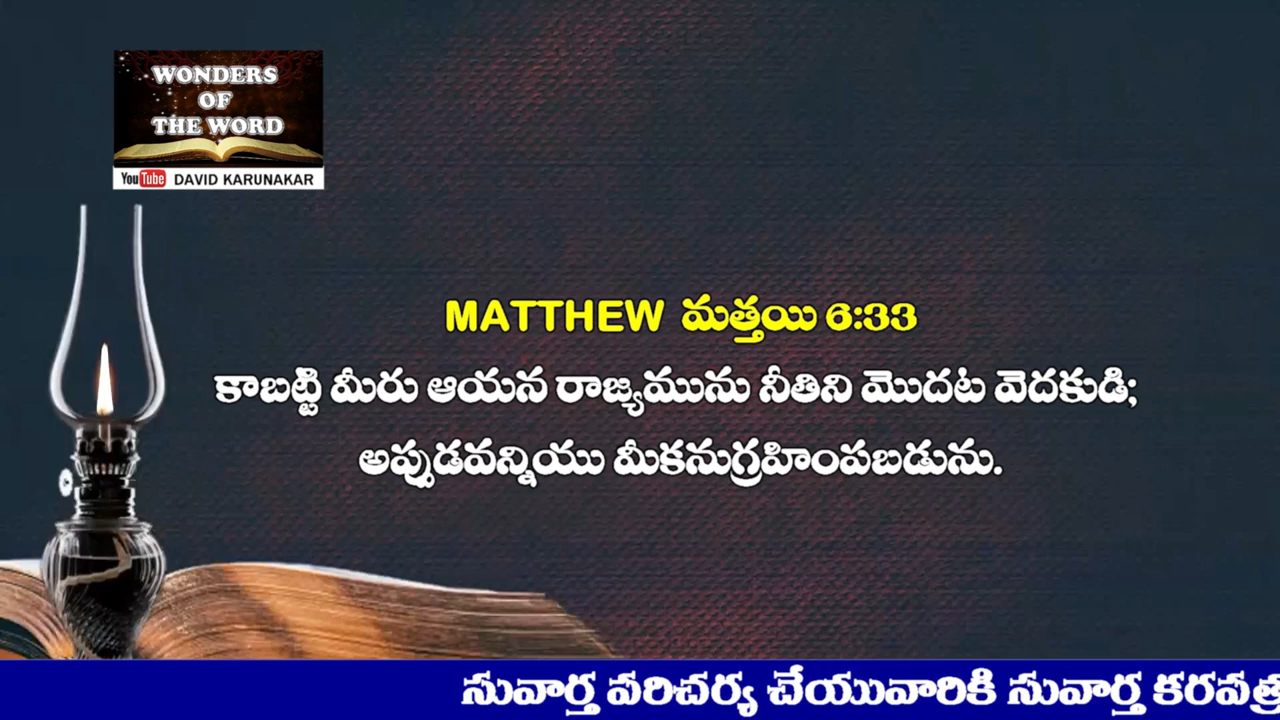 WONDERS
OF
THE WORD
YouTube DAVID KARUNAKAR
MATTHEW మత్తయి 6:33
కాబట్టి మీరు ఆయన రాజ్యమును నీతిని మొదట వెదకుడి;
అప్పుడవన్నియు మీకనుగ్రహింపబడును.
సువార్త పరిచర్య చేయువారికి సువార్త కరపత్ర